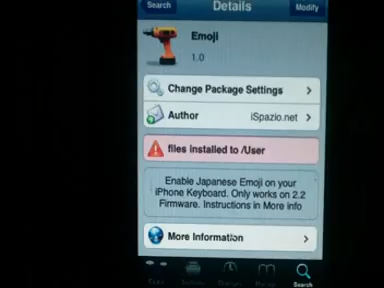 Search
Details
Modify
Emoji
1.0
Change Package Settings
Author
iSpazio.net
files installed to /User
Enable Japanese Emoji on your
iPhone Keyboard. Only works on 2.2
Firmware. Instructions in More info
More Information
Search